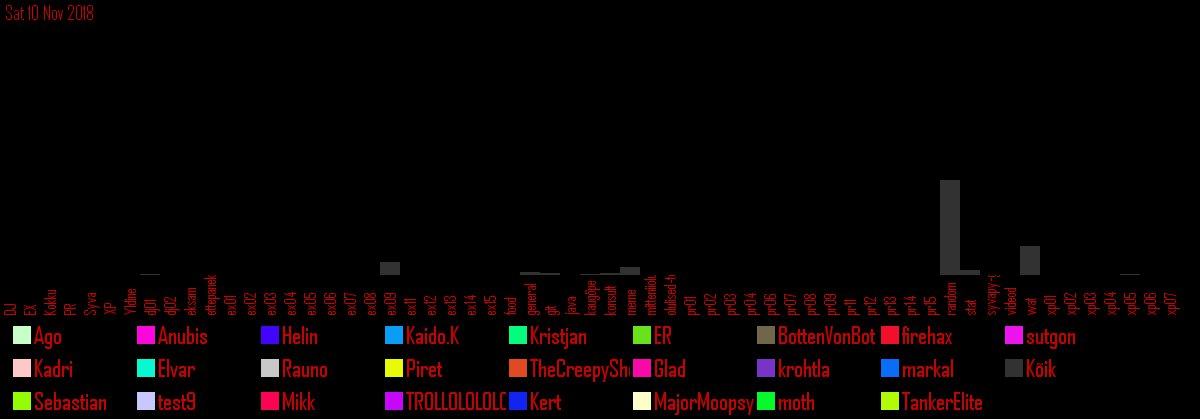 Sat 10 Nov 2018
DJ EX Kokku PR Syva XP Yldine dj01 dj02 eksam ettepanek ex01 ex02 ex03 ex04 ex05 ex06 ex07 ex08 ex09 ex11 ex12 ex13 ex14 ex15 food general git java kangõpe konsult meme olulised-h pr01 pr02 pr03 pr04 pr06 pr07 pr08 pr09 pr11 pr12 pr13 pr14 pr15 random stat videod wat xp01 xp02 xp03 xp04 xp05 xp06 xp07
Ago Anubis Helin Kaido.K Kristjan ER BottenVonBot firehax sutgon
Kadri Elvar Rauno Piret TheCreepySh Glad krohtla markal Kõik
Sebastian test9 Mikk TROLLOLOLOLO Kert MajorMoopsy moth TankerElite